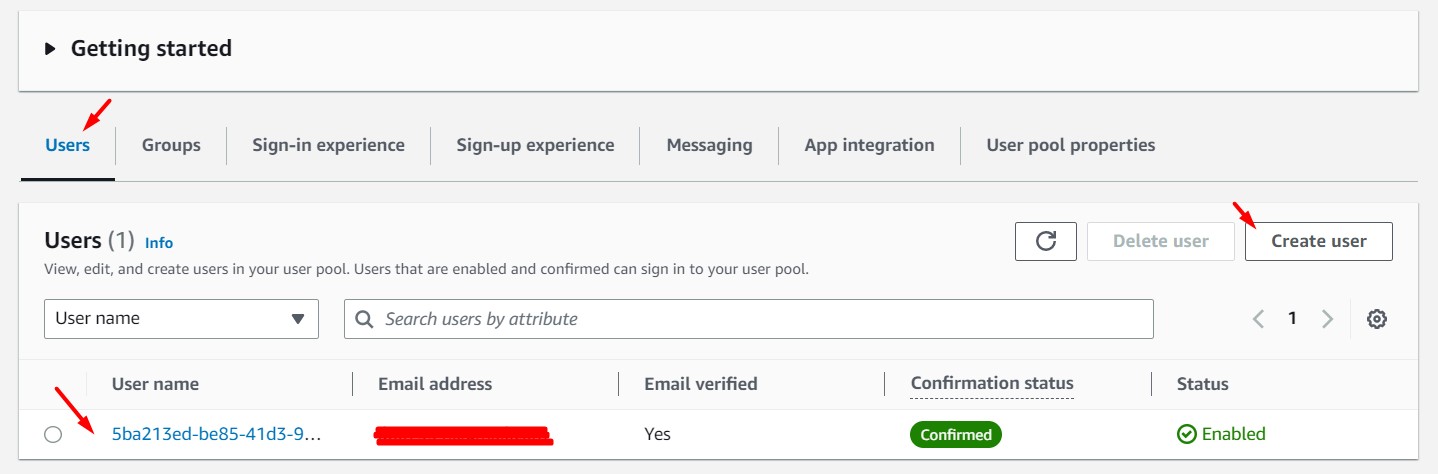 Getting started
Users Groups Sign-in experience Sign-up experience Messaging App integration User pool properties
Users (1) Info
Delete user
Create user
View, edit, and create users in your user pool. Users that are enabled and confirmed can sign in to your user pool.
User name
Search users by attribute
1
User name Email address Email verified Confirmation status Status
5ba213ed-be85-41d3-9... Yes Confirmed Enabled